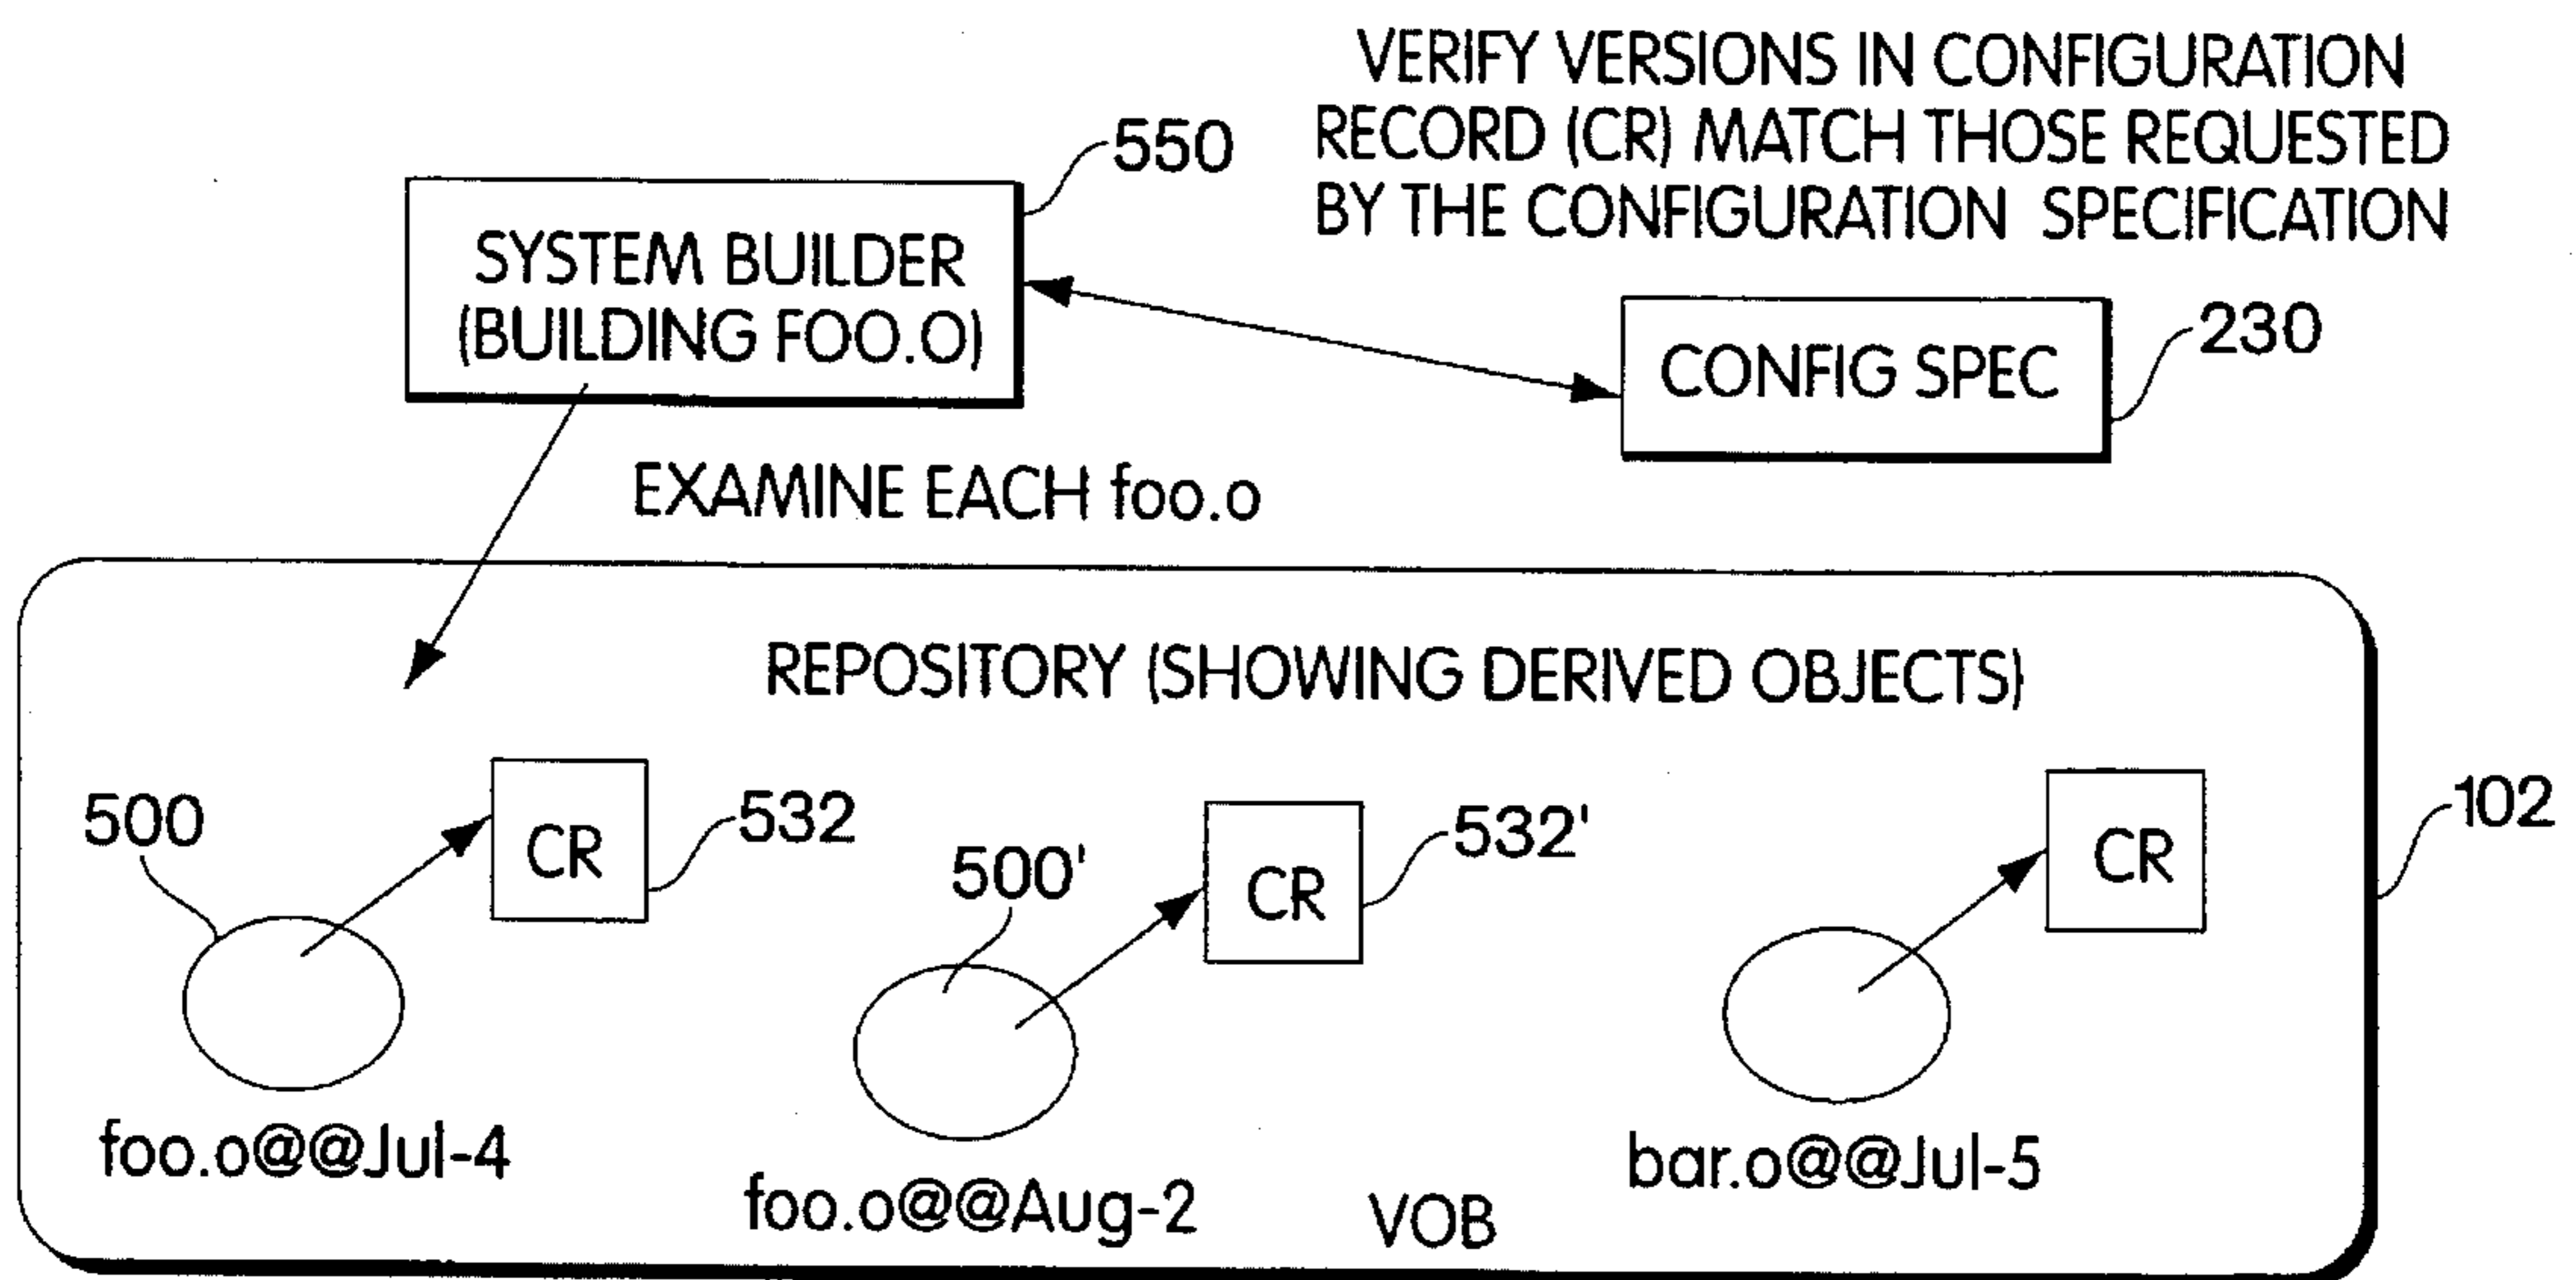 VERIFY VERSIONS IN CONFIGURATION
RECORD (CR) MATCH THOSE REQUESTED
BY THE CONFIGURATION SPECIFICATION
550
SYSTEM BUILDER
(BUILDING FOO.O)
230
CONFIG SPEC
EXAMINE EACH foo.o
REPOSITORY (SHOWING DERIVED OBJECTS)
500
CR
532
500'
CR
532'
CR
102
foo.o@@Jul-4
foo.o@@Aug-2
bar.o@@Jul-5
VOB